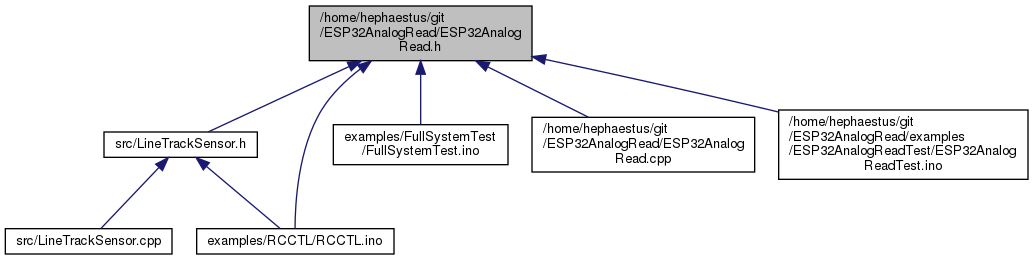 /home/hephaestus/git
/ESP32AnalogRead/ESP32Analog
Read.h
src/LineTrackSensor.h
examples/FullSystemTest
/FullSystemTest.ino
/home/hephaestus/git
/ESP32AnalogRead/ESP32Analog
Read.cpp
/home/hephaestus/git
/ESP32AnalogRead/examples
/ESP32AnalogReadTest/ESP32Analog
ReadTest.ino
src/LineTrackSensor.cpp
examples/RCCTL/RCCTL.ino